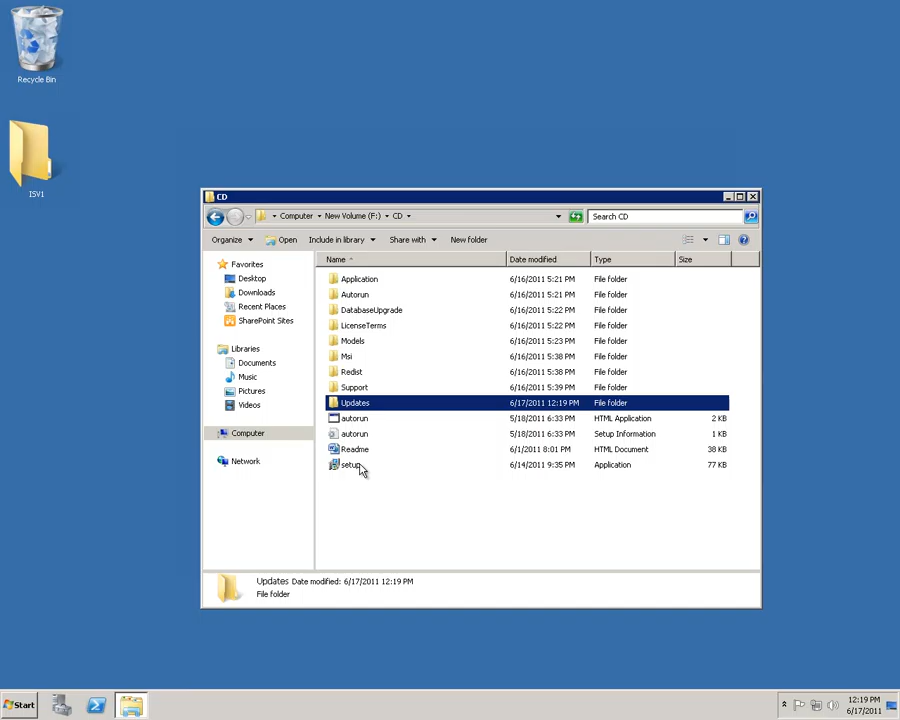 Recycle Bin
ISV1
CD
Computer New Volume (F:) CD Search CD
Organize Open Include in library Share with New folder
Name Date modified Type Size
Favorites
Desktop
Downloads
Recent Places
SharePoint Sites
Libraries
Documents
Music
Pictures
Videos
Computer
Network
Application 6/16/2011 5:21 PM File folder
Autorun 6/16/2011 5:21 PM File folder
DatabaseUpgrade 6/16/2011 5:22 PM File folder
LicenseTerms 6/16/2011 5:22 PM File folder
Models 6/16/2011 5:23 PM File folder
Msi 6/16/2011 5:38 PM File folder
Redist 6/16/2011 5:38 PM File folder
Support 6/16/2011 5:39 PM File folder
Updates 6/17/2011 12:19 PM File folder
autorun 5/18/2011 6:33 PM HTML Application 2 KB
autorun 5/18/2011 6:33 PM Setup Information 1 KB
Readme 6/1/2011 8:01 PM HTML Document 38 KB
setup 6/14/2011 9:35 PM Application 77 KB
Updates Date modified: 6/17/2011 12:19 PM
File folder
Start
12:19 PM
6/17/2011